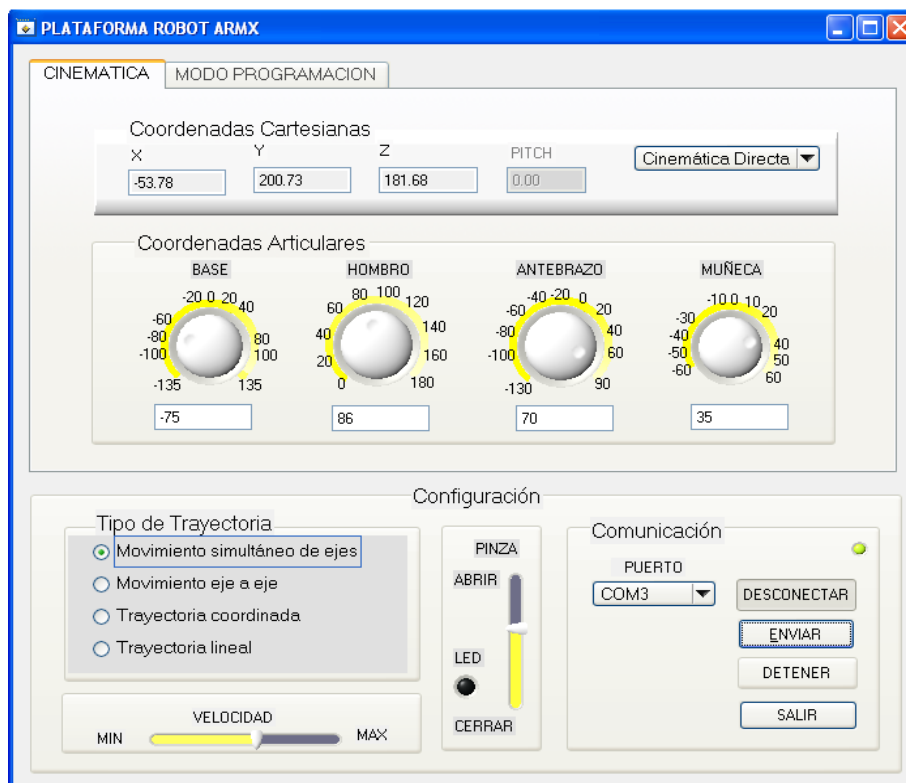 PLATAFORMA ROBOT ARMX
CINEMATICA MODO PROGRAMACION
Coordenadas Cartesianas
X Y Z PITCH Cinemática Directa
-53.78 200.73 181.68 0.00
Coordenadas Articulares
BASE HOMBRO ANTEBRAZO MUÑECA
-135 -100 -80 -60 -20 0 20 40 80 100 135
0 20 40 60 80 100 120 140 160 180
-130 -100 -80 -60 -40 -20 0 20 40 60 90
-60 -50 -40 -30 -10 0 10 20 40 50 60
-75 86 70 35
Configuración
Tipo de Trayectoria
Movimiento simultáneo de ejes
Movimiento eje a eje
Trayectoria coordinada
Trayectoria lineal
VELOCIDAD
MIN MAX
PINZA
ABRIR
LED
CERRAR
Comunicación
PUERTO
COM3
DESCONECTAR
ENVIAR
DETENER
SALIR